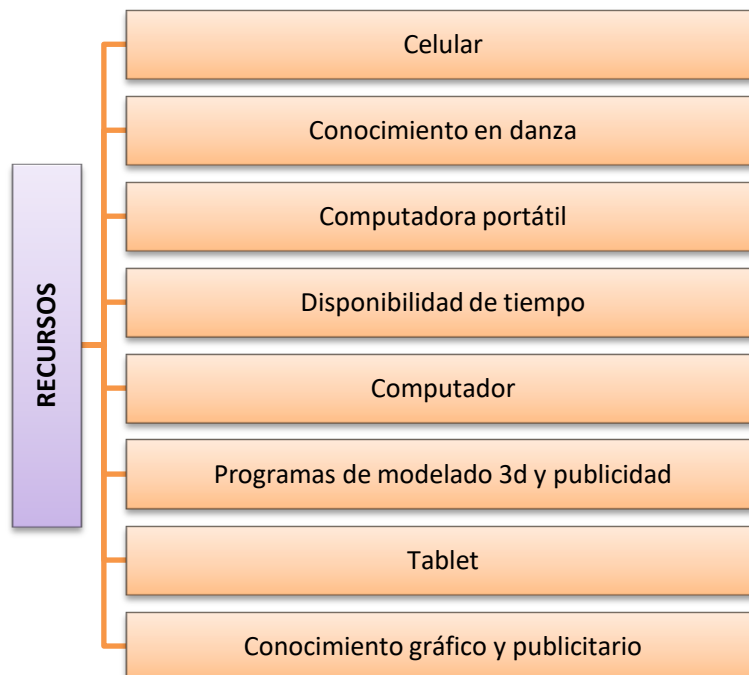 RECURSOS
Celular
Conocimiento en danza
Computadora portátil
Disponibilidad de tiempo
Computador
Programas de modelado 3d y publicidad
Tablet
Conocimiento gráfico y publicitario